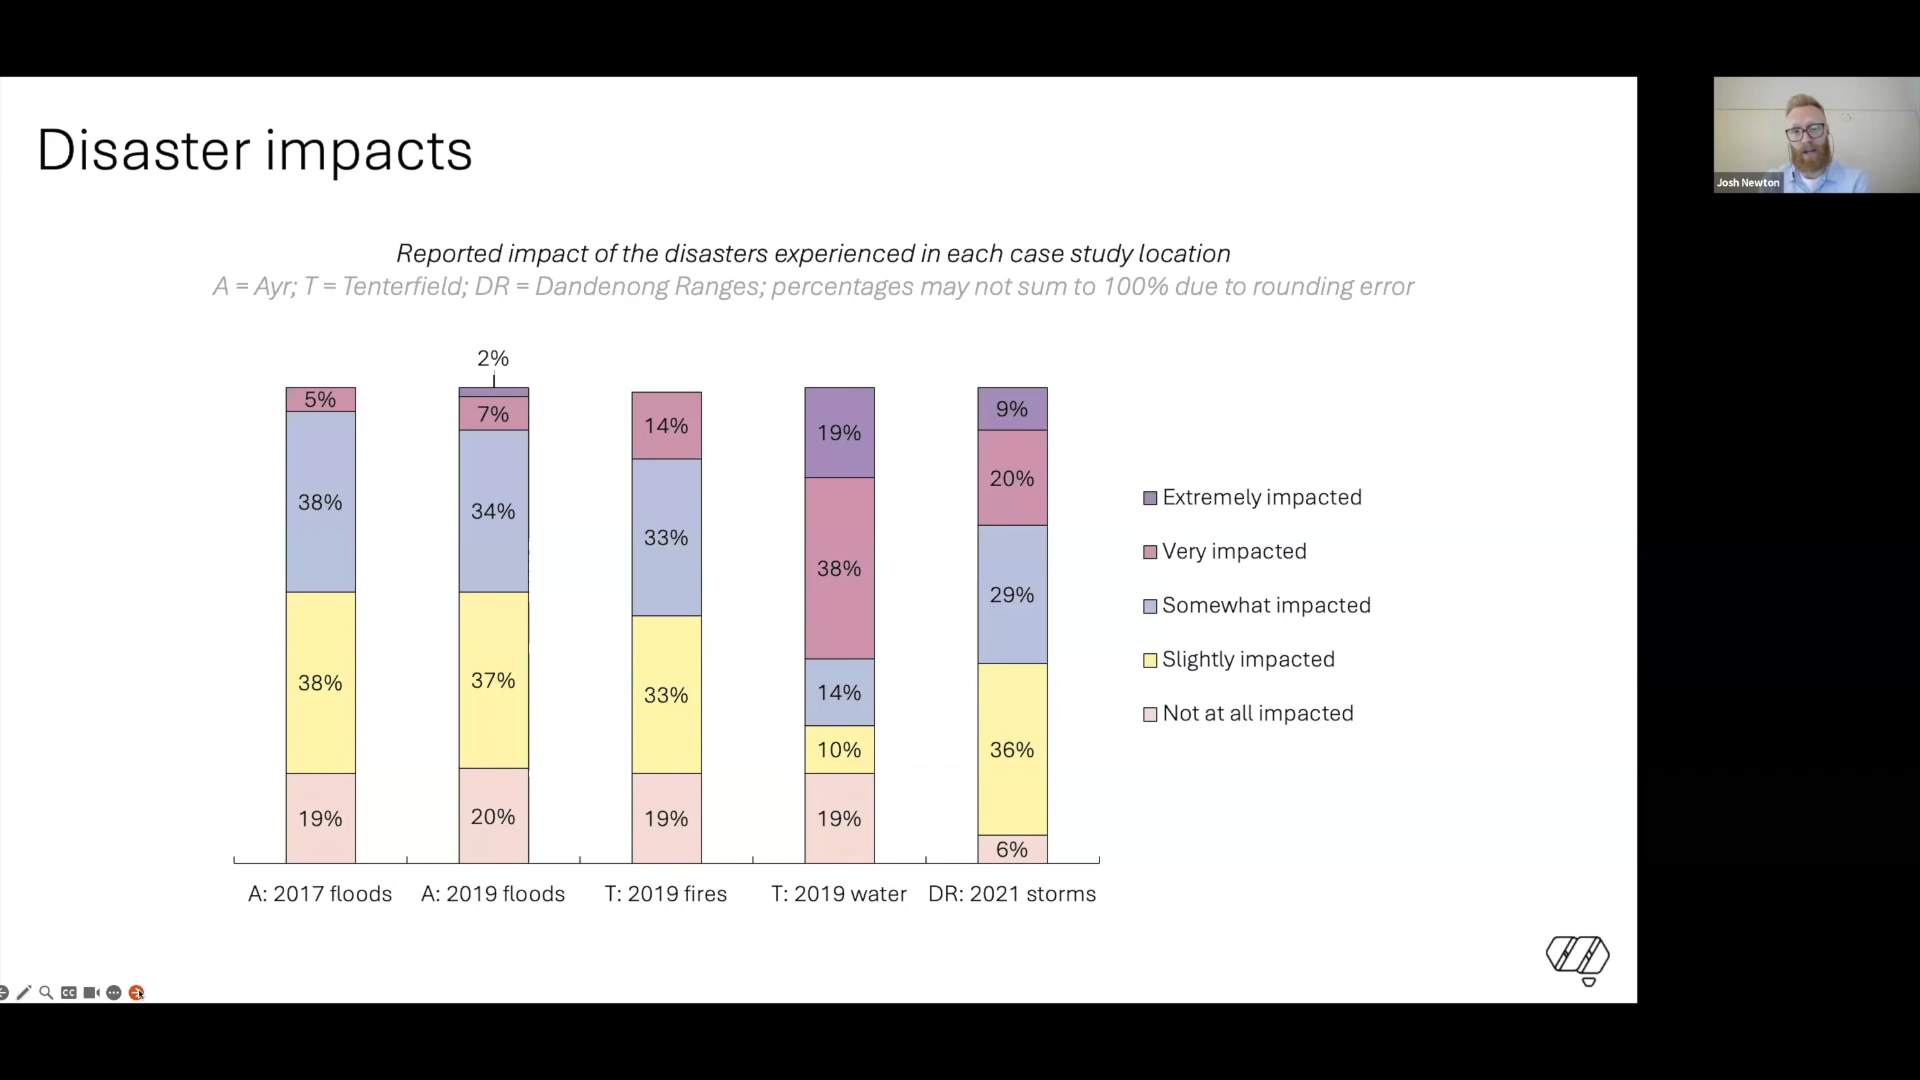 Disaster impacts
Josh Newton
Reported impact of the disasters experienced in each case study location
A = Ayr; T = Tenterfield; DR = Dandenong Ranges; percentages may not sum to 100% due to rounding error
2%
5%
7%
14%
19%
9%
38%
34%
33%
38%
20%
29%
38%
37%
33%
14%
10%
36%
19%
20%
19%
19%
6%
Extremely impacted
Very impacted
Somewhat impacted
Slightly impacted
Not at all impacted
A: 2017 floods
A: 2019 floods
T: 2019 fires
T: 2019 water
DR: 2021 storms
CC